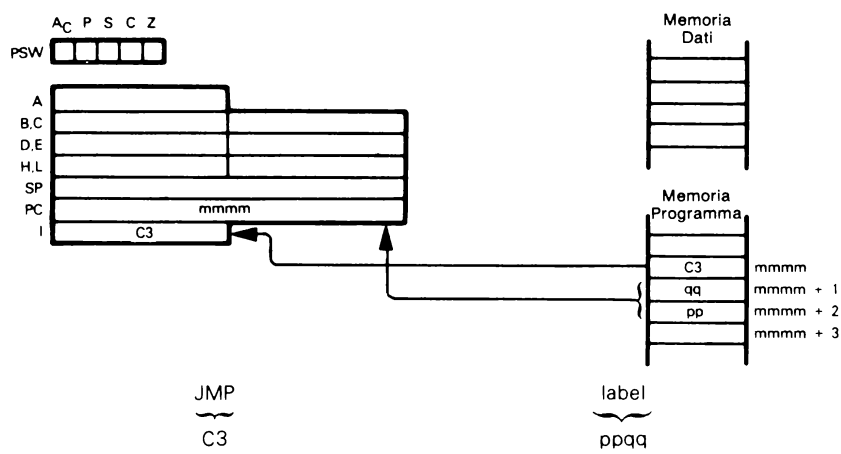 AC P S C Z
PSW
A
B,C
D,E
H,L
SP
PC mmmm
I C3
Memoria
Dati
Memoria
Programma
C3 mmmm
qq mmmm + 1
pp mmmm + 2
mmmm + 3
JMP label
C3 ppqq